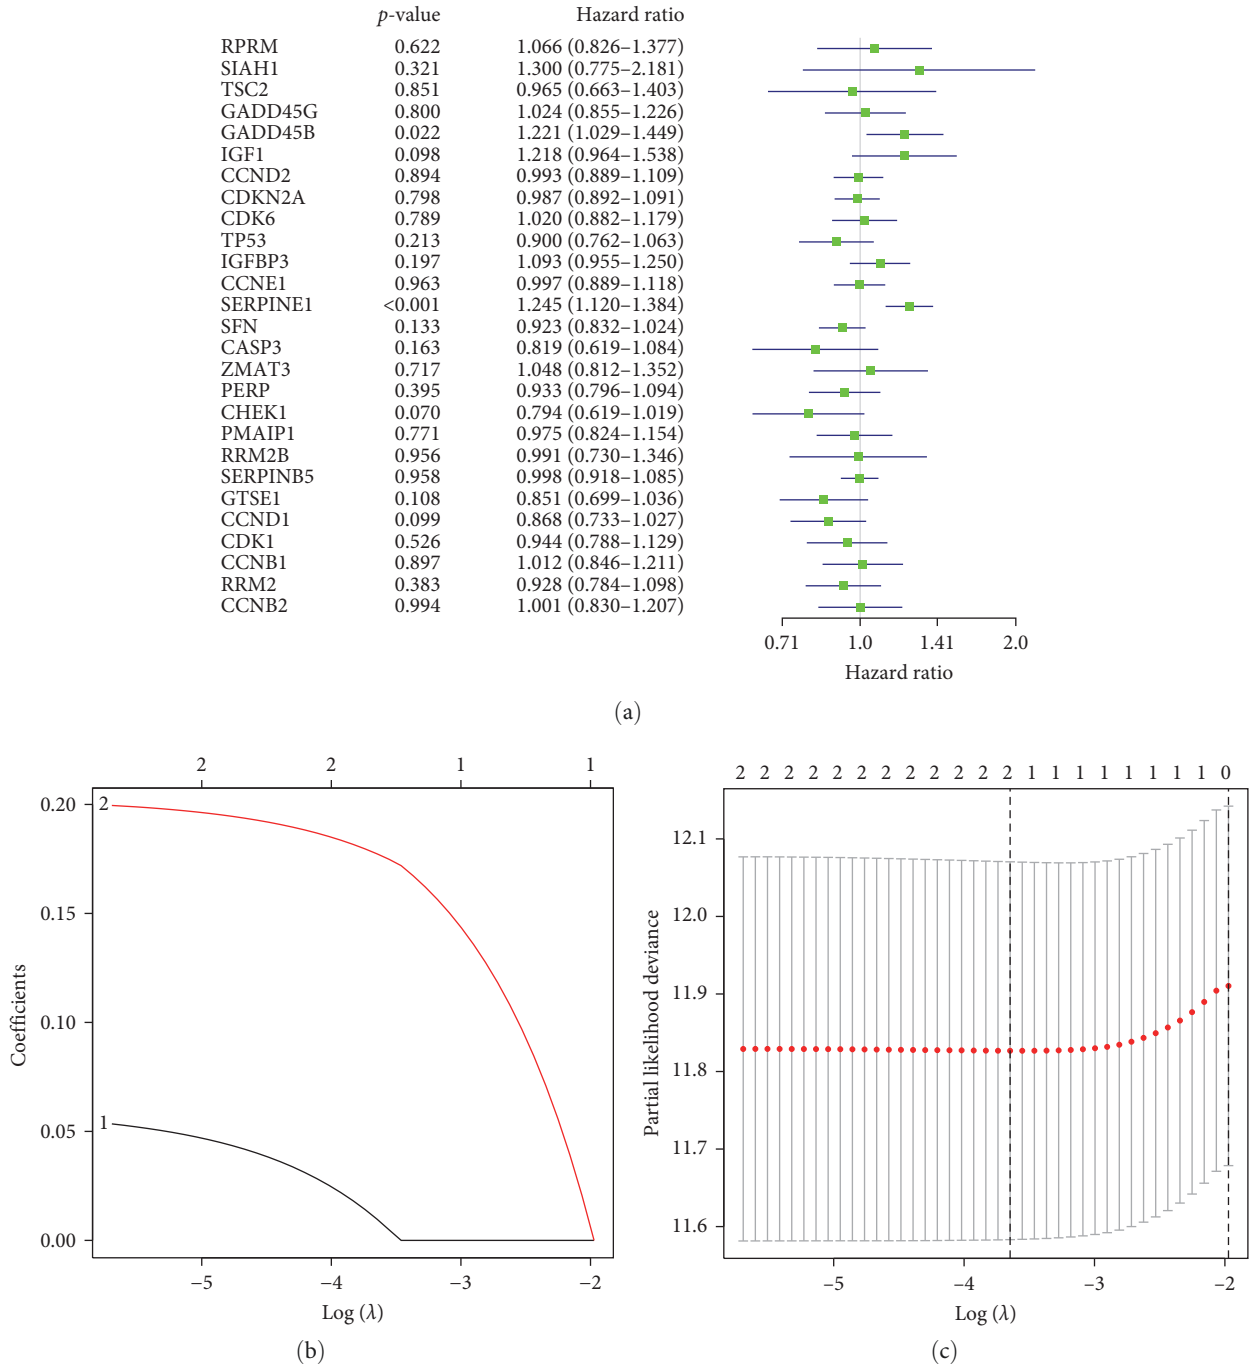 p-value Hazard ratio
RPRM 0.622 1.066 (0.826–1.377)
SIAH1 0.321 1.300 (0.775–2.181)
TSC2 0.851 0.965 (0.663–1.403)
GADD45G 0.800 1.024 (0.855–1.226)
GADD45B 0.022 1.221 (1.029–1.449)
IGF1 0.098 1.218 (0.964–1.538)
CCND2 0.894 0.993 (0.889–1.109)
CDKN2A 0.798 0.987 (0.892–1.091)
CDK6 0.789 1.020 (0.882–1.179)
TP53 0.213 0.900 (0.762–1.063)
IGFBP3 0.197 1.093 (0.955–1.250)
CCNE1 0.963 0.997 (0.889–1.118)
SERPINE1 <0.001 1.245 (1.120–1.384)
SFN 0.133 0.923 (0.832–1.024)
CASP3 0.163 0.819 (0.619–1.084)
ZMAT3 0.717 1.048 (0.812–1.352)
PERP 0.395 0.933 (0.796–1.094)
CHEK1 0.070 0.794 (0.619–1.019)
PMAIP1 0.771 0.975 (0.824–1.154)
RRM2B 0.956 0.991 (0.730–1.346)
SERPINB5 0.958 0.998 (0.918–1.085)
GTSE1 0.108 0.851 (0.699–1.036)
CCND1 0.099 0.868 (0.733–1.027)
CDK1 0.526 0.944 (0.788–1.129)
CCNB1 0.897 1.012 (0.846–1.211)
RRM2 0.383 0.928 (0.784–1.098)
CCNB2 0.994 1.001 (0.830–1.207)
0.71 1.0 1.41 2.0
Hazard ratio
(a)
2 2 1 1
0.20
0.15
0.10
0.05
0.00
Coefficients
2
1
−5 −4 −3 −2
Log (λ)
(b)
2 2 2 2 2 2 2 2 2 2 2 2 1 1 1 1 1 1 1 1 0
12.1
12.0
11.9
11.8
11.7
11.6
Partial likelihood deviance
−5 −4 −3 −2
Log (λ)
(c)